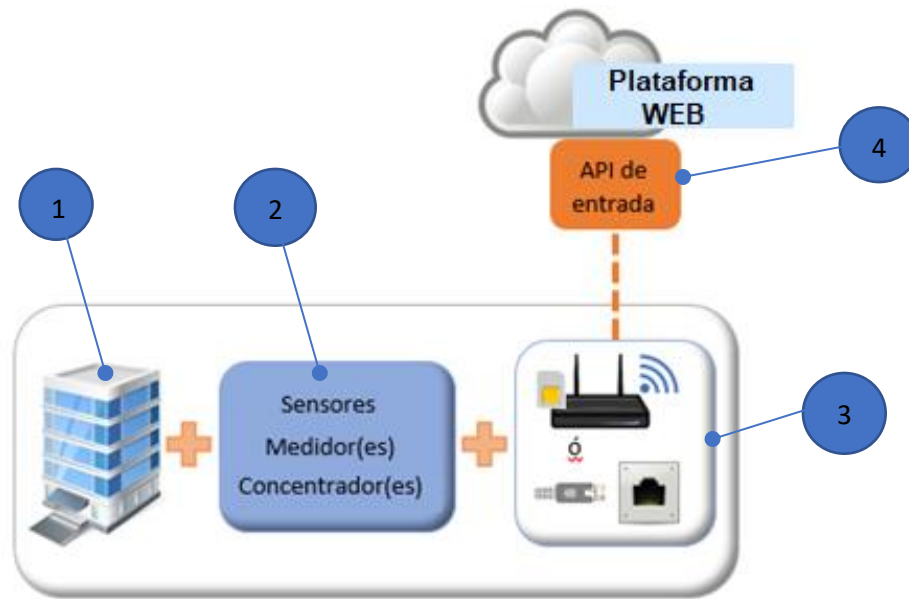 Plataforma
WEB
4
API de
entrada
1
2
Sensores
Medidor(es)
Concentrador(es)
ó
3